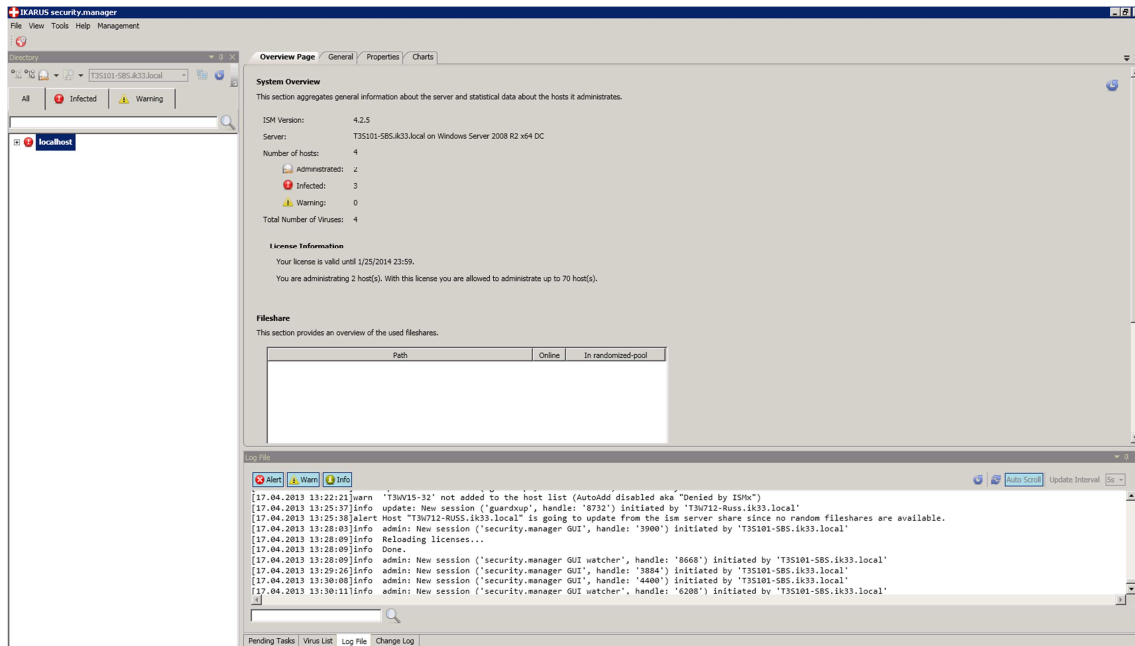 IKARUS security.manager
File View Tools Help Management
Directory
T3S101-SBS.ik33.local
All Infected Warning
localhost
Overview Page General Properties Charts
System Overview
This section aggregates general information about the server and statistical data about the hosts it administrates.
ISM Version: 4.2.5
Server: T3S101-SBS.ik33.local on Windows Server 2008 R2 x64 DC
Number of hosts: 4
Administrated: 2
Infected: 3
Warning: 0
Total Number of Viruses: 4
License Information
Your license is valid until 1/25/2014 23:59.
You are administrating 2 host(s). With this license you are allowed to administrate up to 70 host(s).
Fileshare
This section provides an overview of the used fileshares.
Path Online In randomized-pool
Log File
Alert Warn Info Auto Scroll Update Interval 5s
[17.04.2013 13:22:21]warn 'T3WV15-32' not added to the host list (AutoAdd disabled aka "Denied by ISMx")
[17.04.2013 13:25:37]info update: New session ('guardxup', handle: '8732') initiated by 'T3W712-Russ.ik33.local'
[17.04.2013 13:25:38]alert Host "T3W712-RUSS.ik33.local" is going to update from the ism server share since no random fileshares are available.
[17.04.2013 13:28:03]info admin: New session ('security.manager GUI', handle: '3900') initiated by 'T3S101-SBS.ik33.local'
[17.04.2013 13:28:09]info Reloading licenses...
[17.04.2013 13:28:09]info Done.
[17.04.2013 13:28:09]info admin: New session ('security.manager GUI watcher', handle: '8668') initiated by 'T3S101-SBS.ik33.local'
[17.04.2013 13:29:26]info admin: New session ('security.manager GUI', handle: '3884') initiated by 'T3S101-SBS.ik33.local'
[17.04.2013 13:30:08]info admin: New session ('security.manager GUI', handle: '4400') initiated by 'T3S101-SBS.ik33.local'
[17.04.2013 13:30:11]info admin: New session ('security.manager GUI watcher', handle: '6208') initiated by 'T3S101-SBS.ik33.local'
Pending Tasks Virus List Log File Change Log